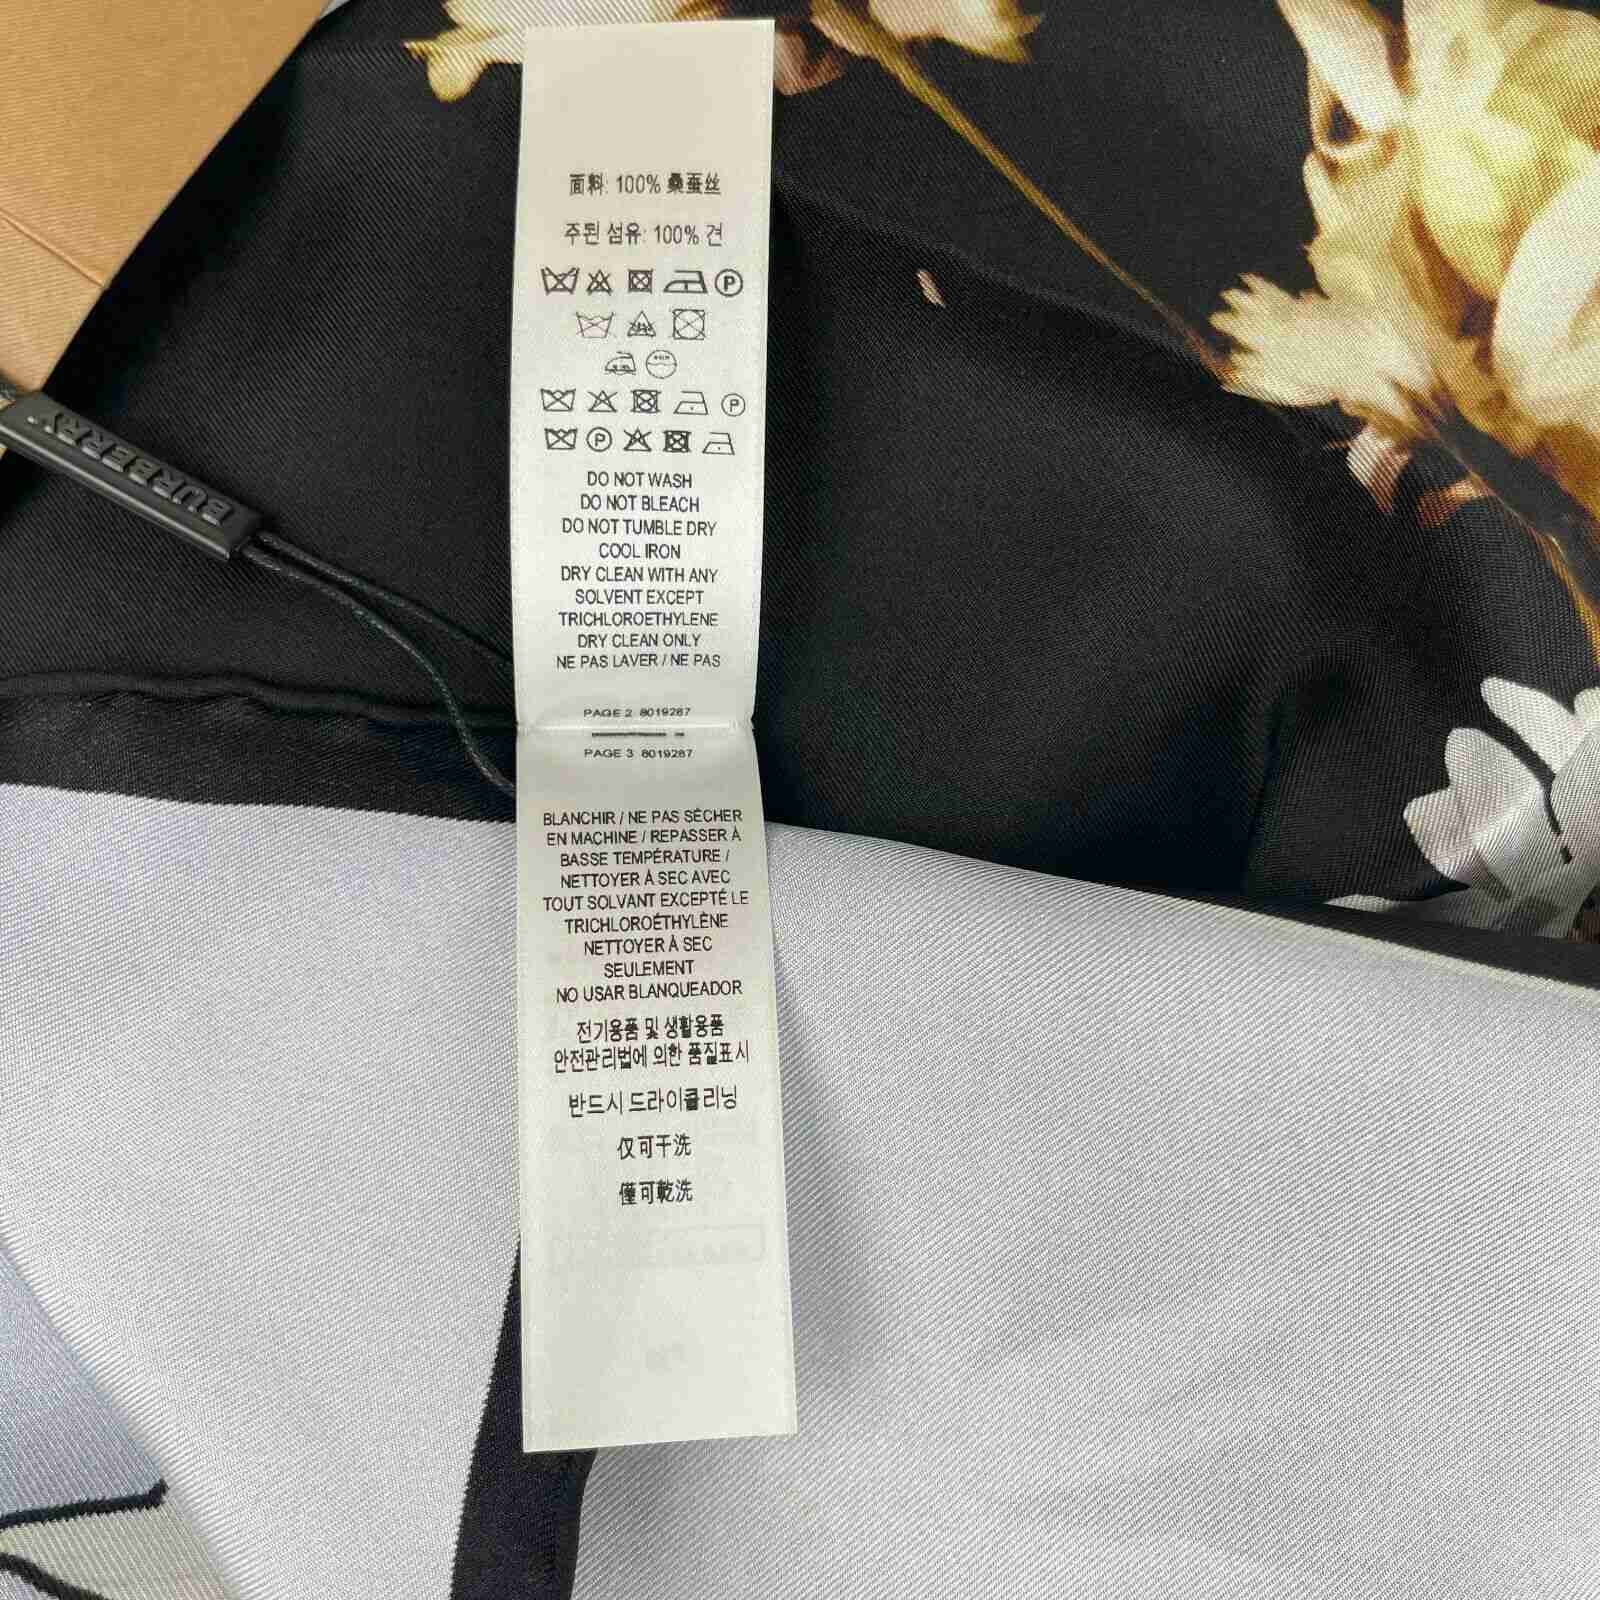 面料: 100% 桑蚕丝
주된 섬유: 100% 견
P
P
P
BURBERRY
DO NOT WASH
DO NOT BLEACH
DO NOT TUMBLE DRY
COOL IRON
DRY CLEAN WITH ANY
SOLVENT EXCEPT
TRICHLOROETHYLENE
DRY CLEAN ONLY
NE PAS LAVER / NE PAS
PAGE 2 8019287
PAGE 3 8019287
BLANCHIR / NE PAS SÉCHER
EN MACHINE / REPASSER À
BASSE TEMPÉRATURE /
NETTOYER À SEC AVEC
TOUT SOLVANT EXCEPTÉ LE
TRICHLOROÉTHYLÈNE
NETTOYER À SEC
SEULEMENT
NO USAR BLANQUEADOR
전기용품 및 생활용품
안전관리법에 의한 품질표시
반드시 드라이클리닝
仅可干洗
僅可乾洗